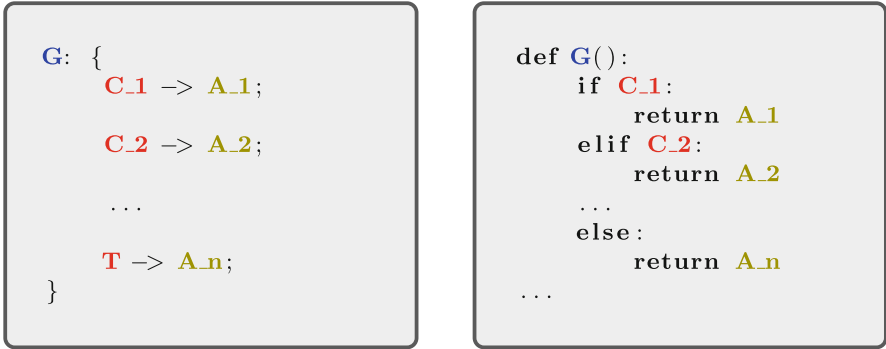 G: {
C_1 -> A_1;
C_2 -> A_2;
...
T -> A_n;
}
def G():
if C_1:
return A_1
elif C_2:
return A_2
...
else:
return A_n
...